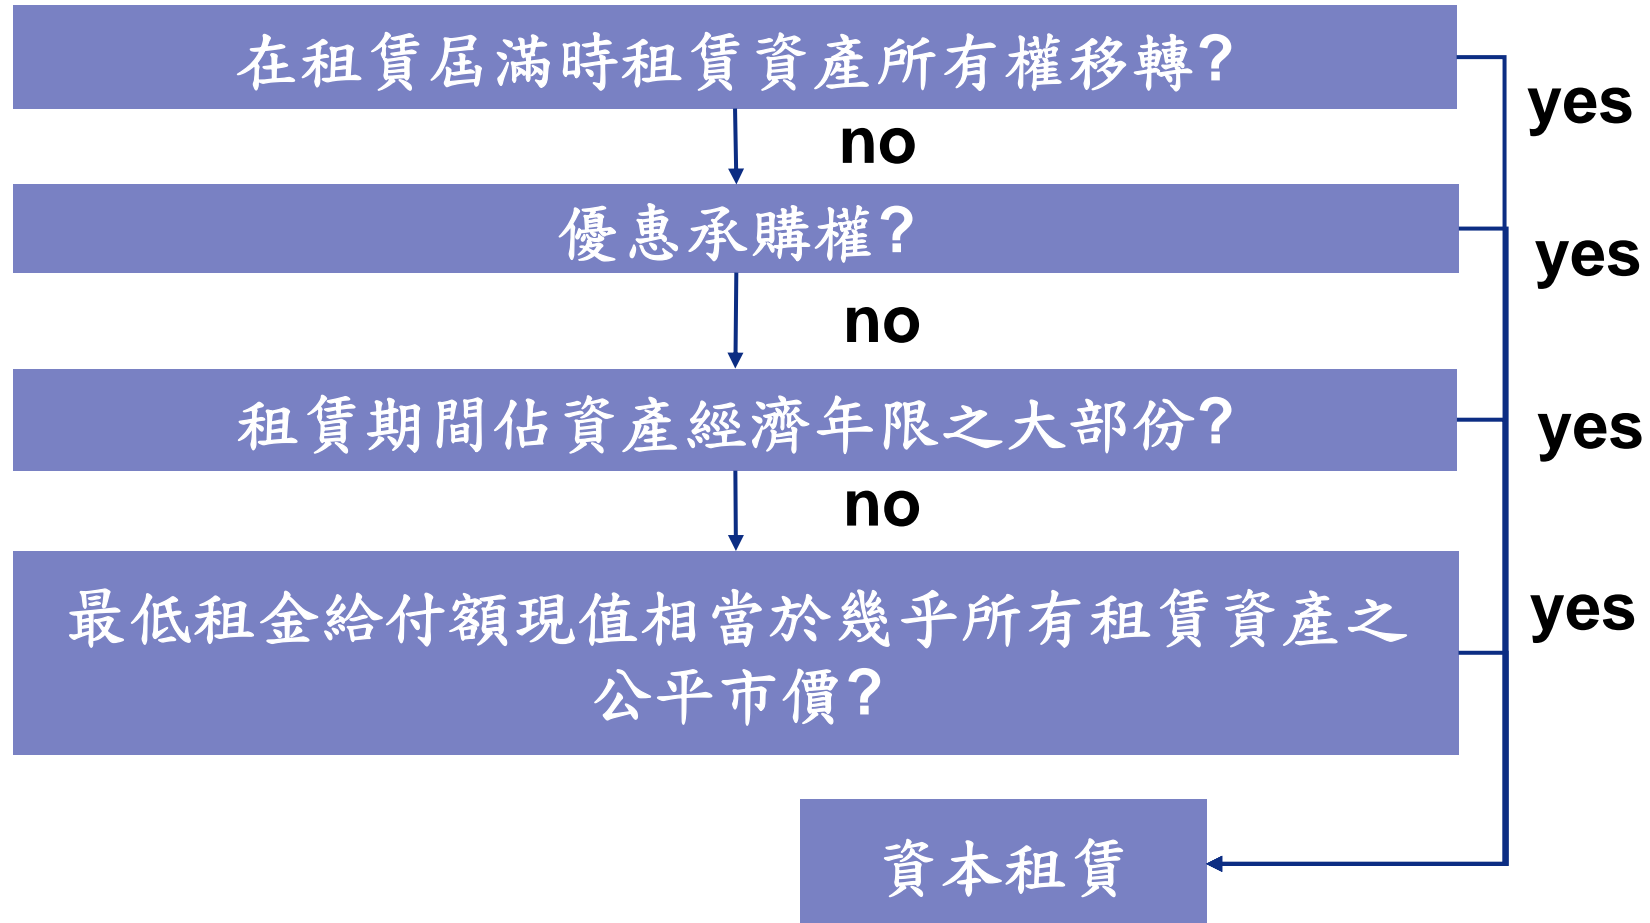 在租賃屆滿時租賃資產所有權移轉?
yes
no
優惠承購權?
yes
no
租賃期間佔資產經濟年限之大部份?
yes
no
最低租金給付額現值相當於幾乎所有租賃資產之
公平市價?
yes
資本租賃